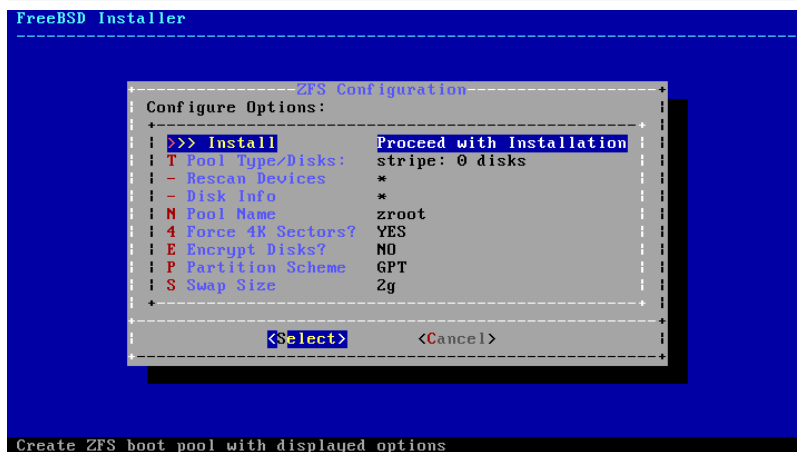 FreeBSD Installer
ZFS Configuration
Configure Options:
>>> Install Proceed with Installation
T Pool Type/Disks: stripe: 0 disks
- Rescan Devices *
- Disk Info *
N Pool Name zroot
4 Force 4K Sectors? YES
E Encrypt Disks? NO
P Partition Scheme GPT
S Swap Size 2g
<Select> <Cancel>
Create ZFS boot pool with displayed options